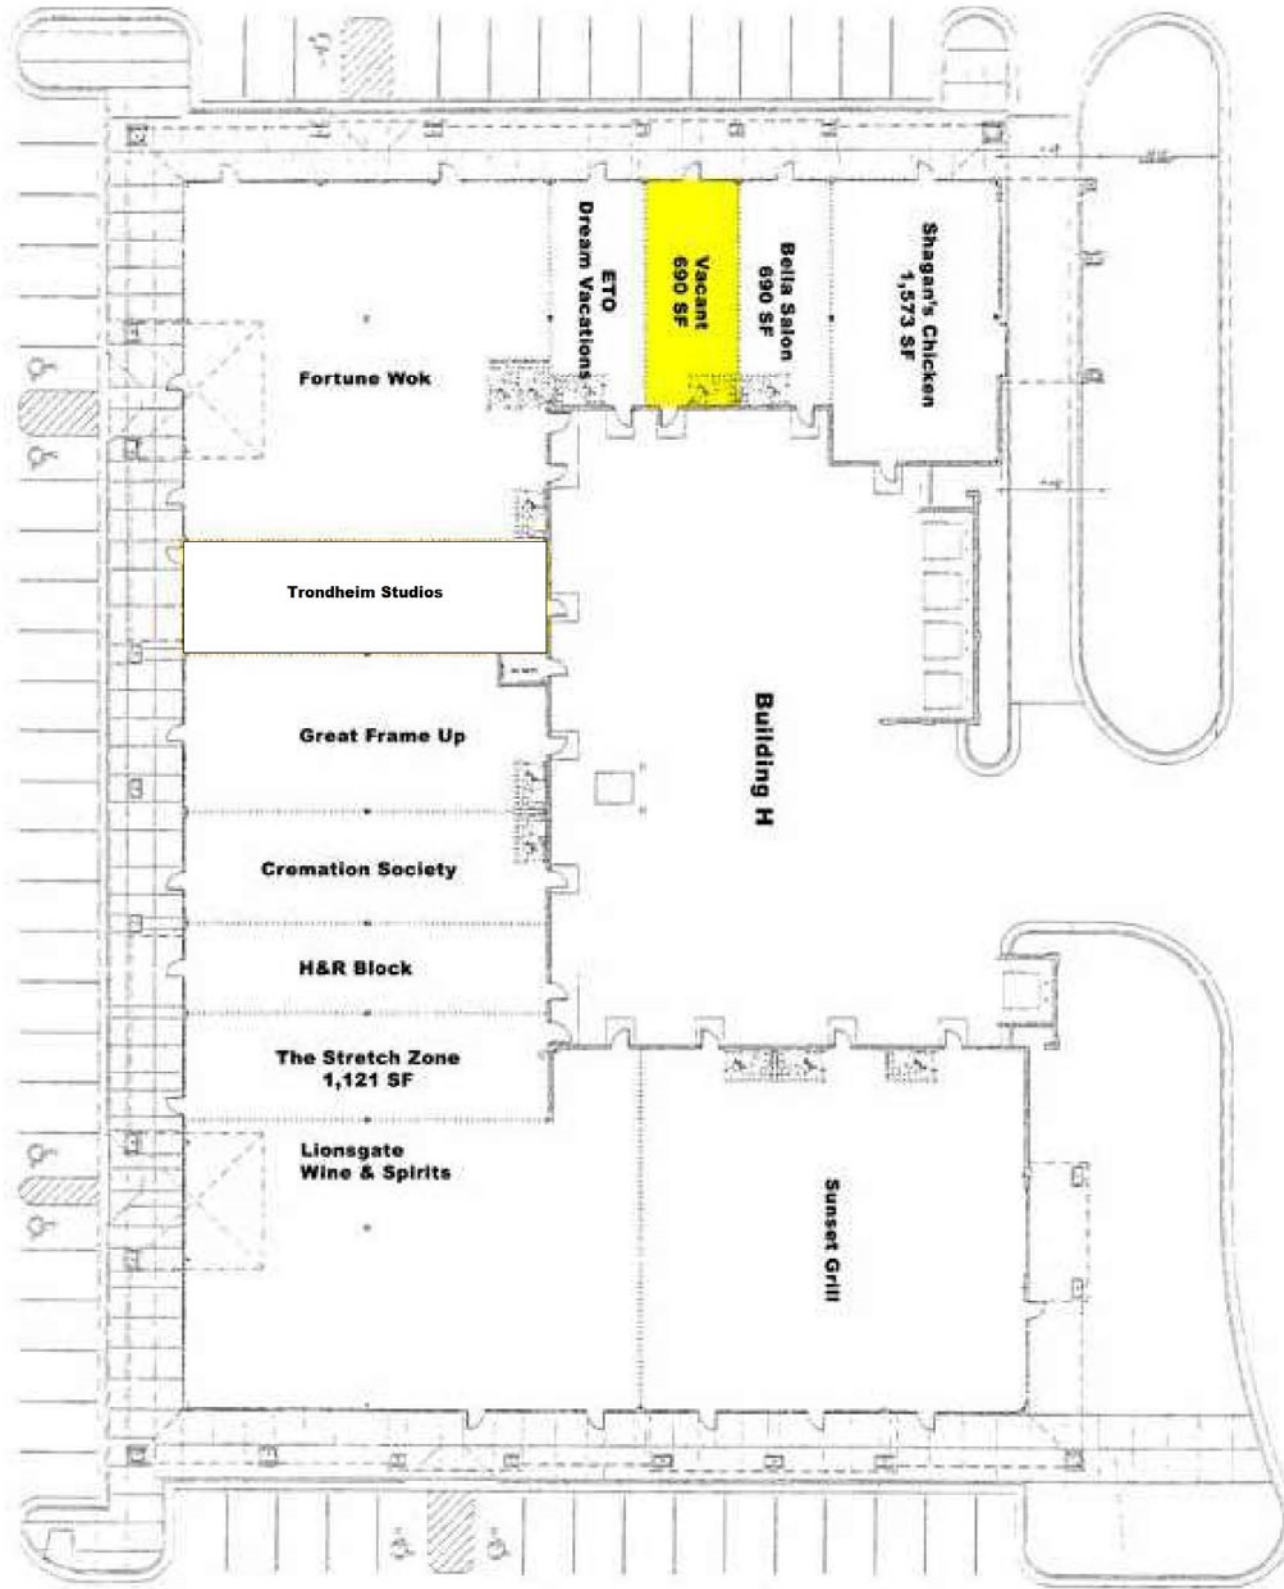 Shagan's Chicken
1,573 SF
Bella Salon
690 SF
Vacant
690 SF
ETO
Dream Vacations
Fortune Wok
Trondheim Studios
Great Frame Up
Building H
Cremation Society
H&R Block
The Stretch Zone
1,121 SF
Lionsgate
Wine & Spirits
Sunset Grill